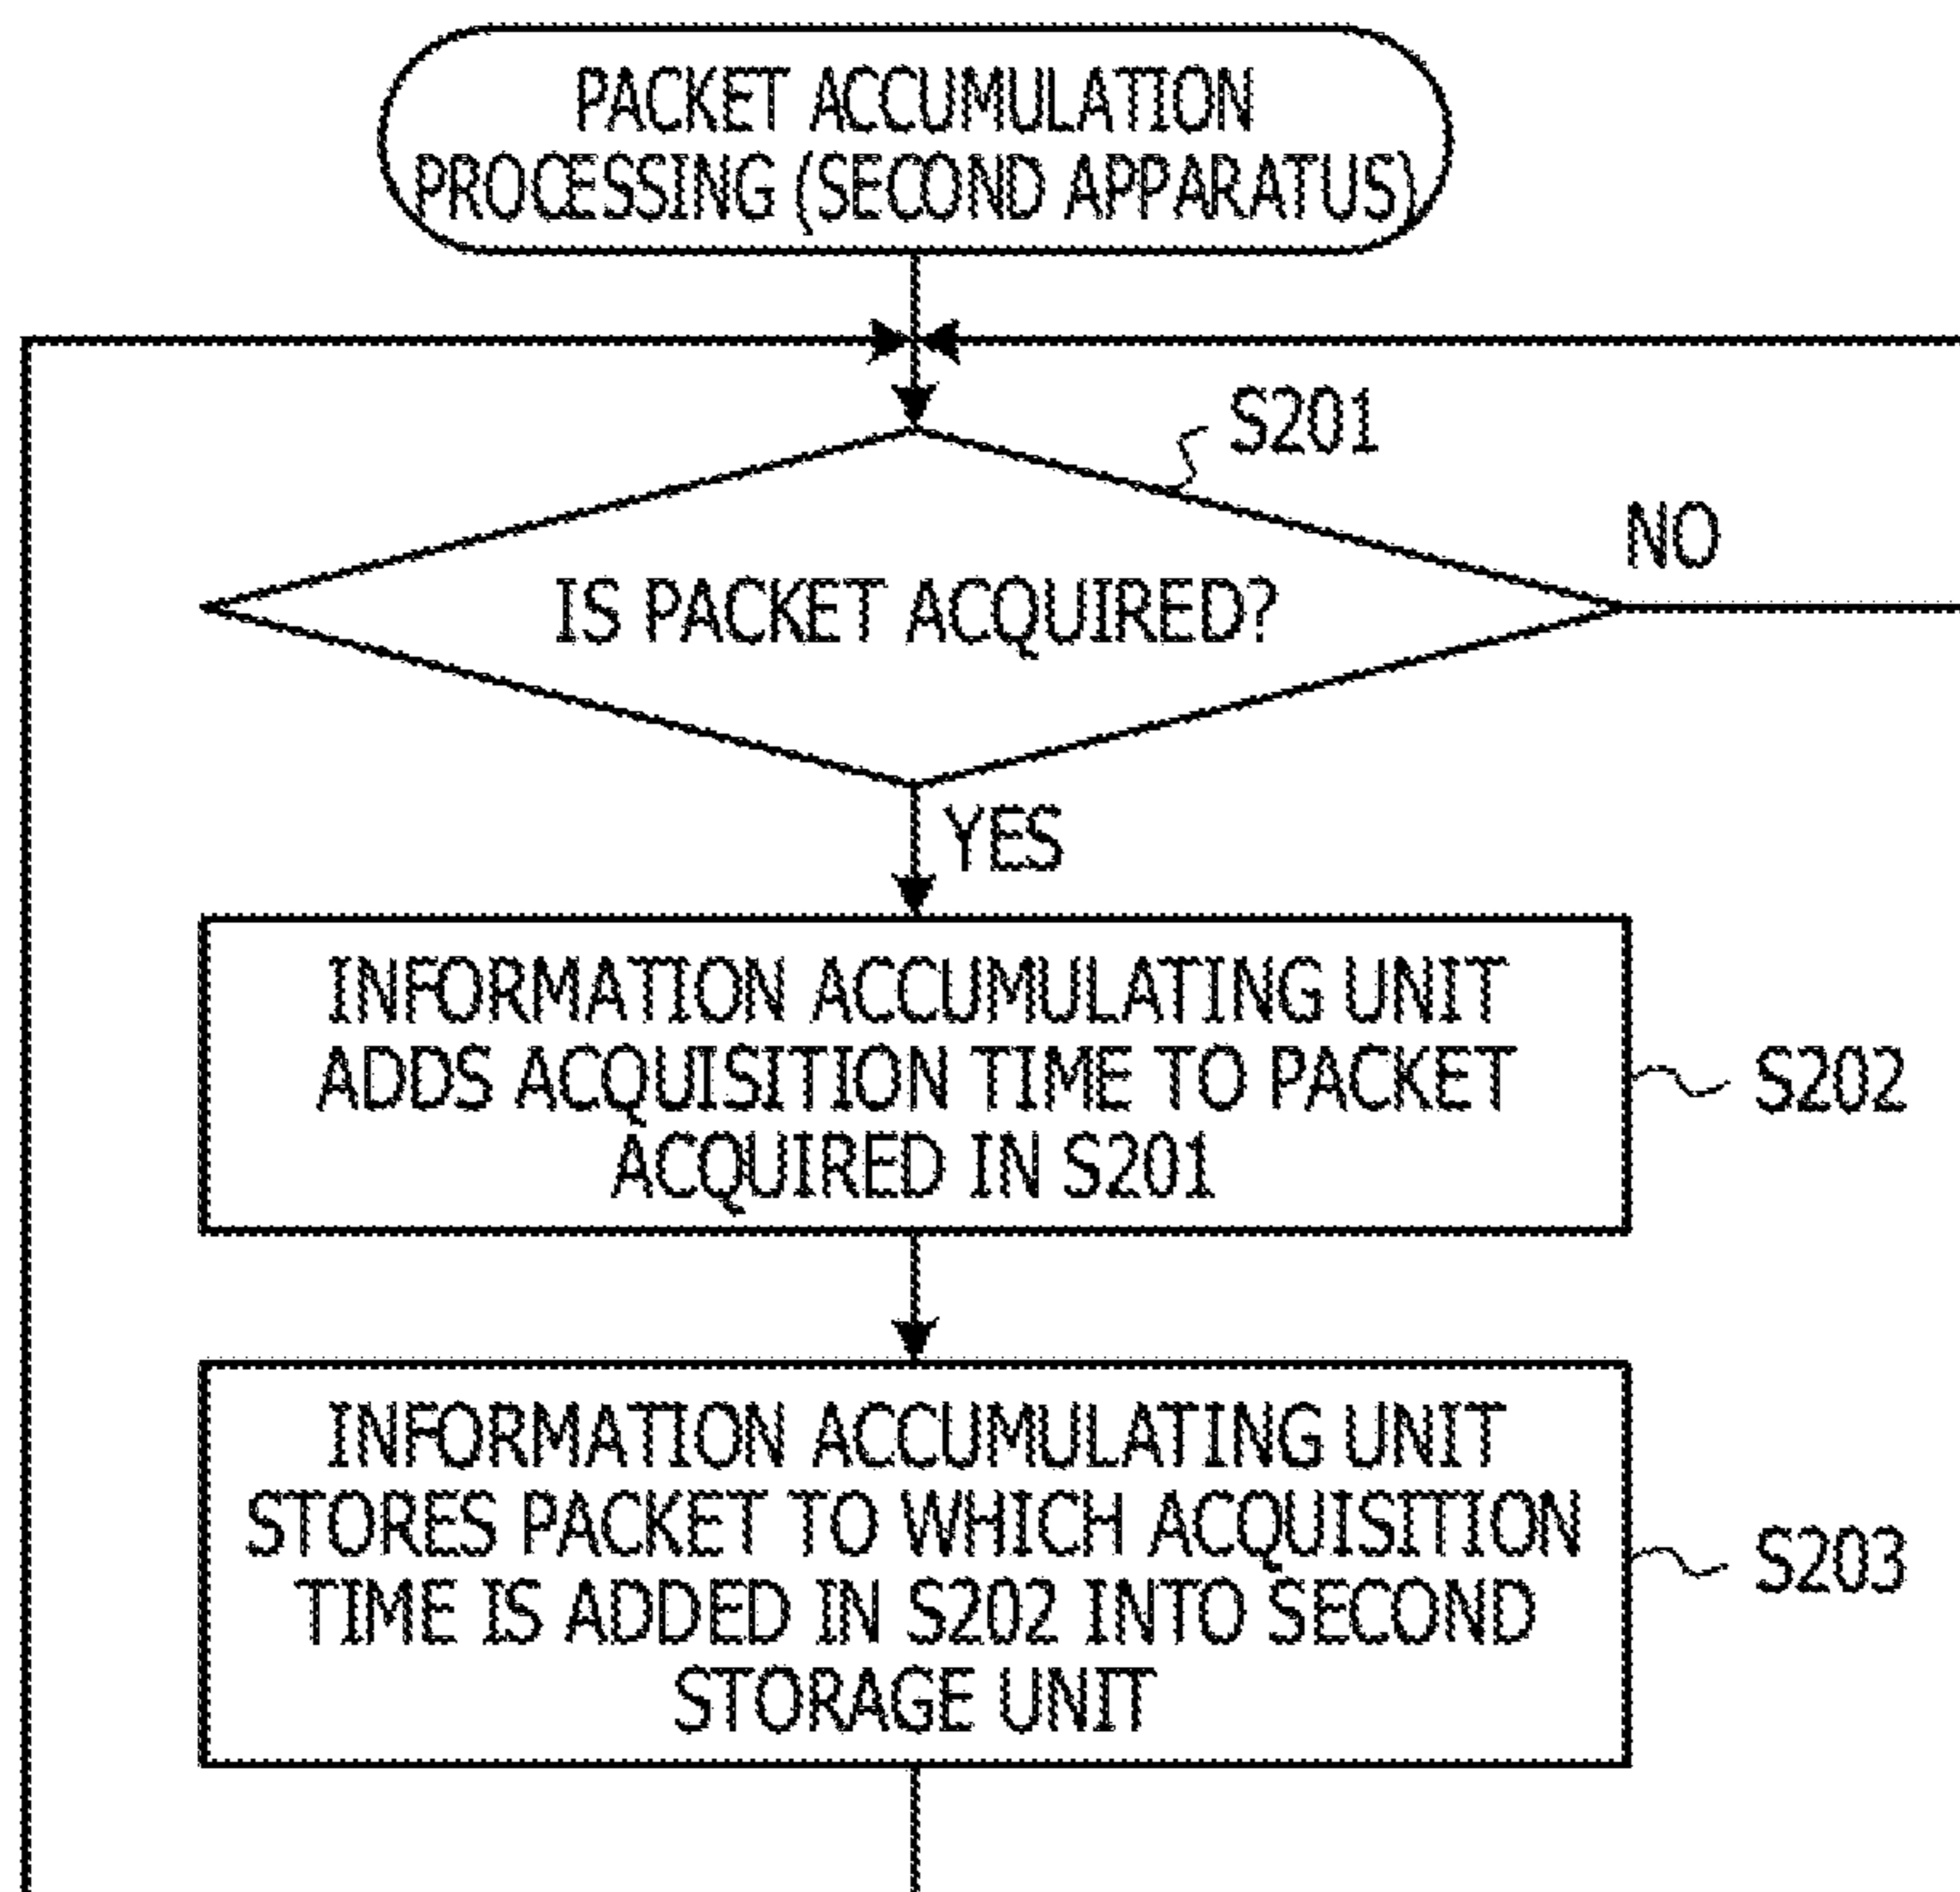 PACKET ACCUMULATION
PROCESSING (SECOND APPARATUS)
S201
NO
IS PACKET ACQUIRED?
YES
INFORMATION ACCUMULATING UNIT
ADDS ACQUISITION TIME TO PACKET
ACQUIRED IN S201
S202
INFORMATION ACCUMULATING UNIT
STORES PACKET TO WHICH ACQUISITION
TIME IS ADDED IN S202 INTO SECOND
STORAGE UNIT
S203